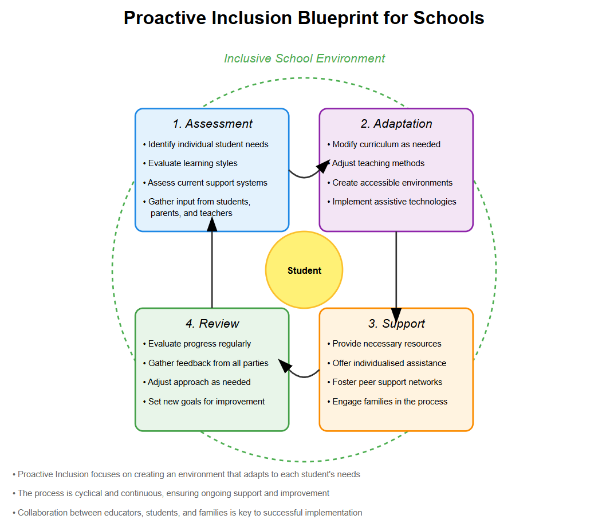 Proactive Inclusion Blueprint for Schools
Inclusive School Environment
1. Assessment
• Identify individual student needs
• Evaluate learning styles
• Assess current support systems
• Gather input from students,
parents, and teachers
2. Adaptation
• Modify curriculum as needed
• Adjust teaching methods
• Create accessible environments
• Implement assistive technologies
Student
4. Review
• Evaluate progress regularly
• Gather feedback from all parties
• Adjust approach as needed
• Set new goals for improvement
3. Support
• Provide necessary resources
• Offer individualised assistance
• Foster peer support networks
• Engage families in the process
• Proactive Inclusion focuses on creating an environment that adapts to each student's needs
• The process is cyclical and continuous, ensuring ongoing support and improvement
• Collaboration between educators, students, and families is key to successful implementation